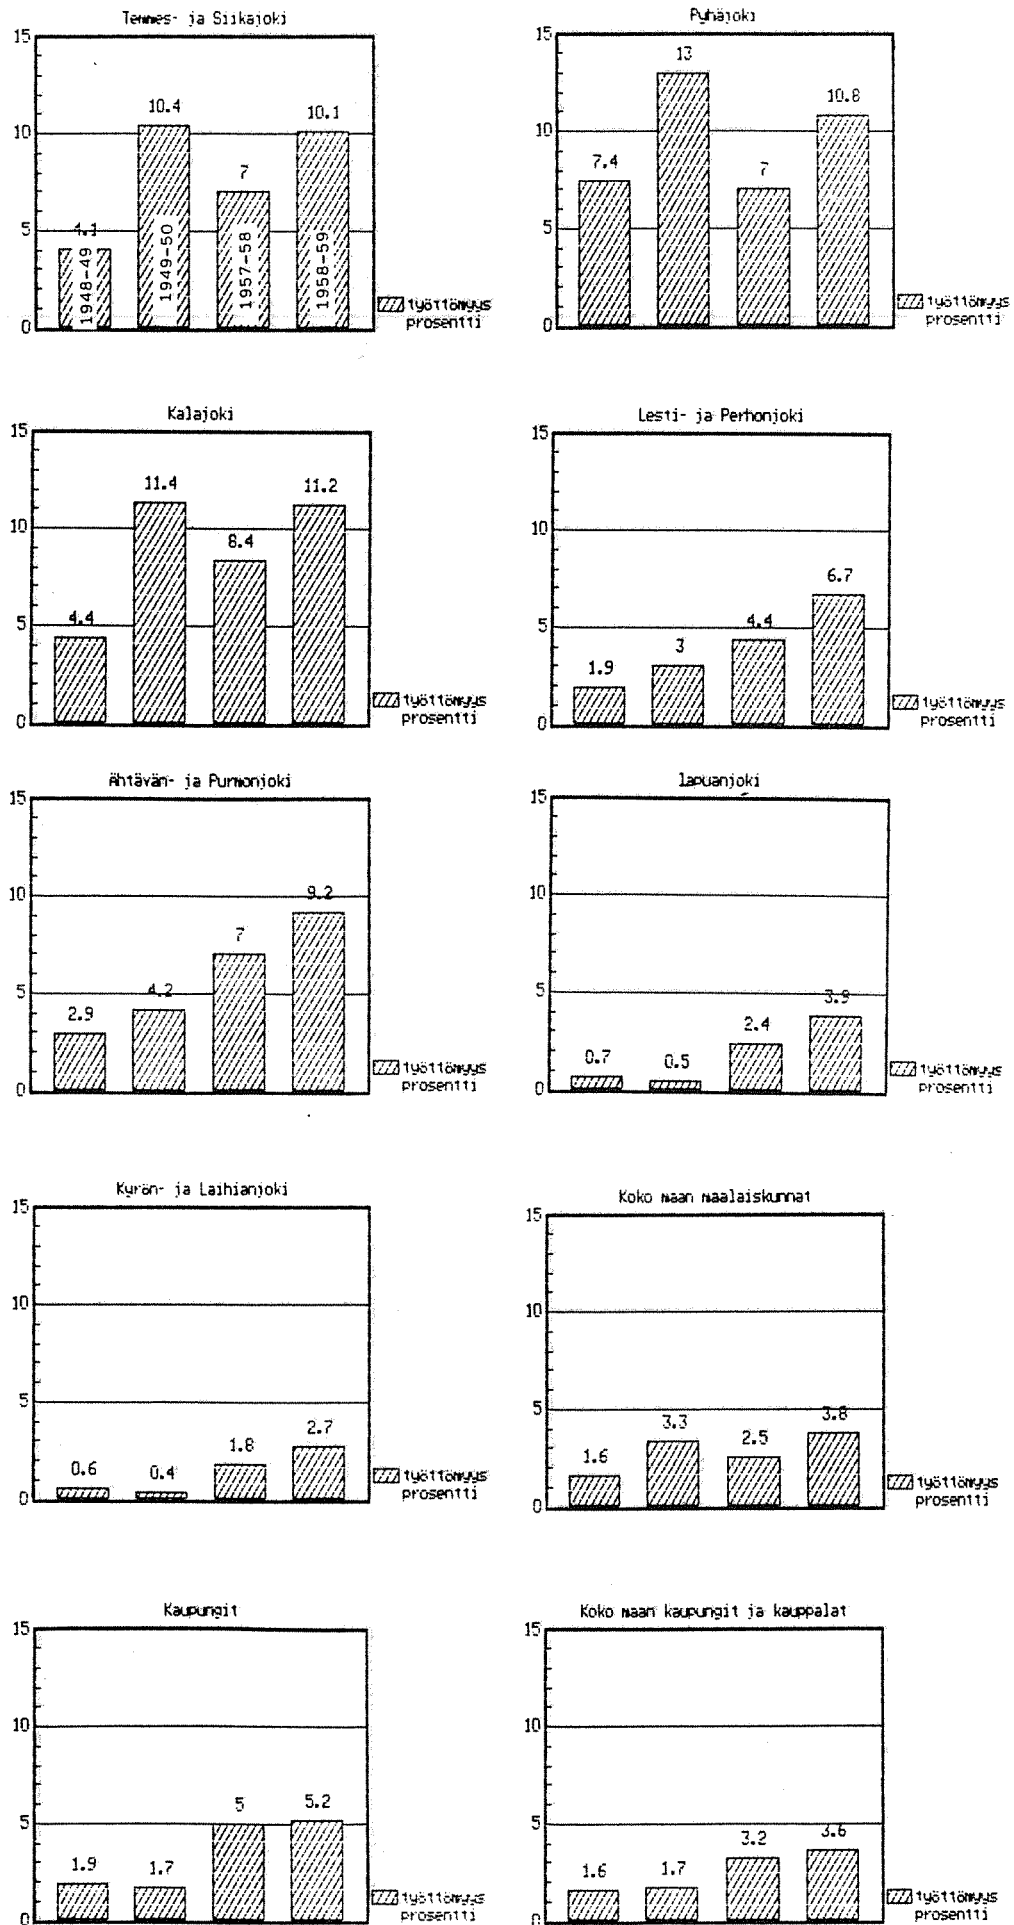 Temmes- ja Siikajoki
15
10
5
0
4.1
10.4
7
10.1
1948-49
1949-50
1957-58
1958-59
työttömyys
prosentti
Pyhäjoki
15
10
5
0
7.4
13
7
10.8
työttömyys
prosentti
Kalajoki
15
10
5
0
4.4
11.4
8.4
11.2
työttömyys
prosentti
Lesti- ja Perhonjoki
15
10
5
0
1.9
3
4.4
6.7
työttömyys
prosentti
Ähtävän- ja Purmonjoki
15
10
5
0
2.9
4.2
7
9.2
työttömyys
prosentti
lapuanjoki
15
10
5
0
0.7
0.5
2.4
3.9
työttömyys
prosentti
Kyrön- ja Laihianjoki
15
10
5
0
0.6
0.4
1.8
2.7
työttömyys
prosentti
Koko maan maalaiskunnat
15
10
5
0
1.6
3.3
2.5
3.8
työttömyys
prosentti
Kaupungit
15
10
5
0
1.9
1.7
5
5.2
työttömyys
prosentti
Koko maan kaupungit ja kauppalat
15
10
5
0
1.6
1.7
3.2
3.6
työttömyys
prosentti